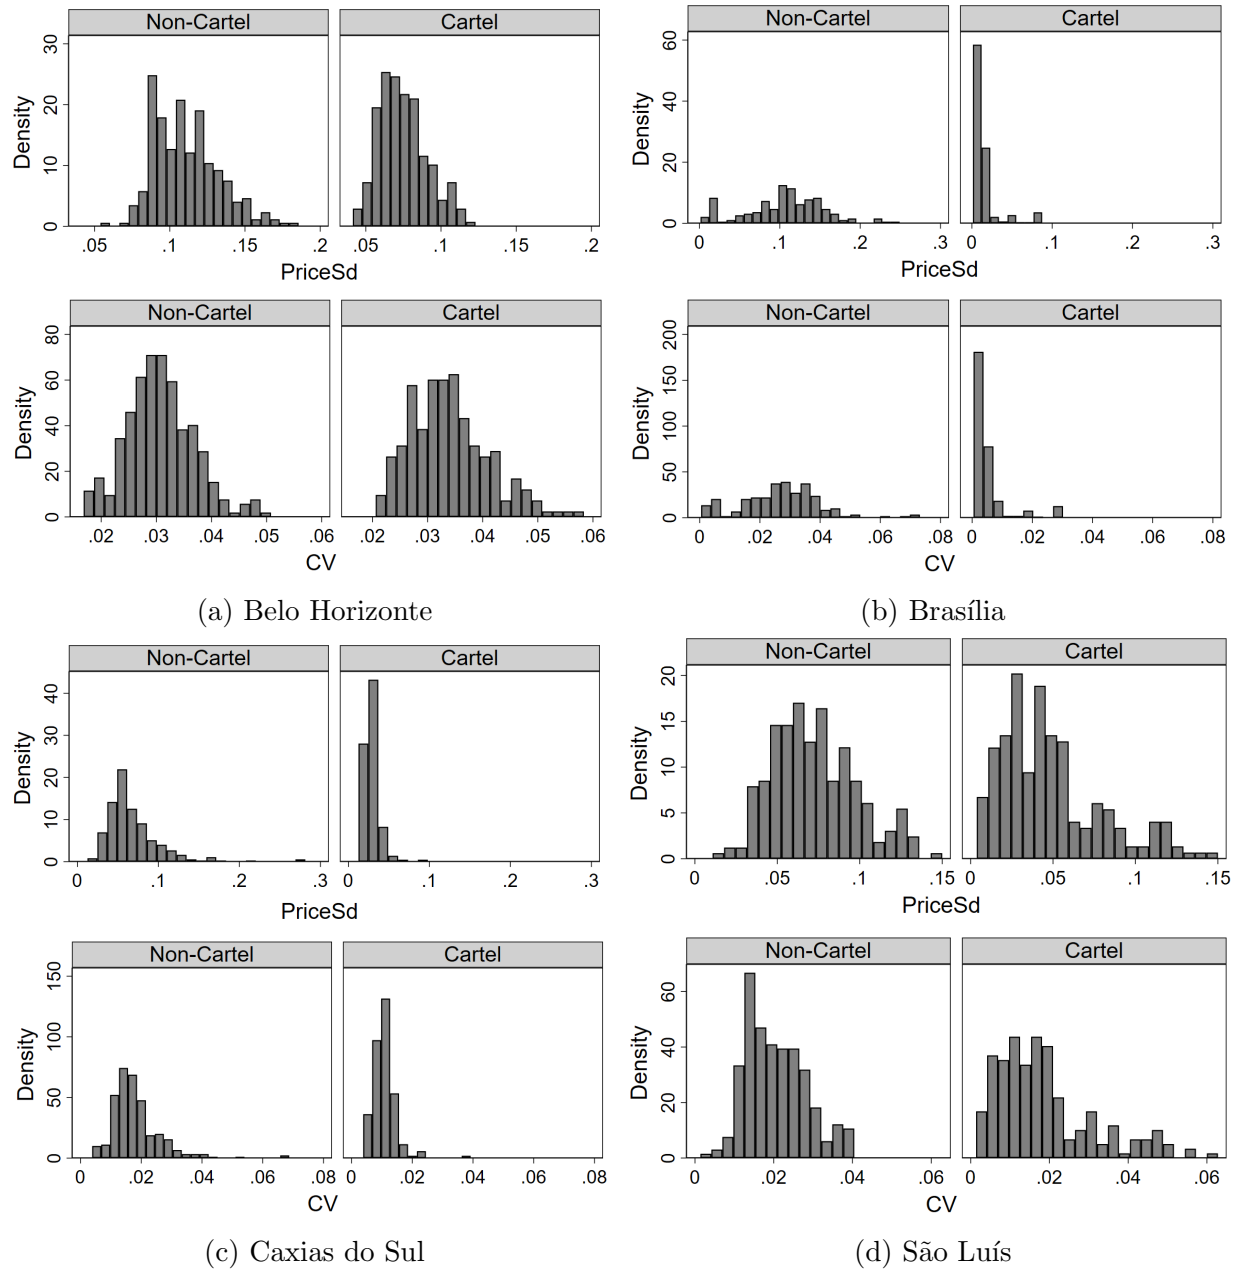 Non-Cartel Cartel
30
20
10
0
Density
.05 .1 .15 .2 .05 .1 .15 .2
PriceSd
Non-Cartel Cartel
80
60
40
20
0
Density
.02 .03 .04 .05 .06 .02 .03 .04 .05 .06
CV
(a) Belo Horizonte
Non-Cartel Cartel
60
40
20
0
Density
0 .1 .2 .3 0 .1 .2 .3
PriceSd
Non-Cartel Cartel
200
150
100
50
0
Density
0 .02 .04 .06 .08 0 .02 .04 .06 .08
CV
(b) Brasília
Non-Cartel Cartel
40
30
20
10
0
Density
0 .1 .2 .3 0 .1 .2 .3
PriceSd
Non-Cartel Cartel
150
100
50
0
Density
0 .02 .04 .06 .08 0 .02 .04 .06 .08
CV
(c) Caxias do Sul
Non-Cartel Cartel
20
15
10
5
0
Density
0 .05 .1 .15 0 .05 .1 .15
PriceSd
Non-Cartel Cartel
60
40
20
0
Density
0 .02 .04 .06 0 .02 .04 .06
CV
(d) São Luís